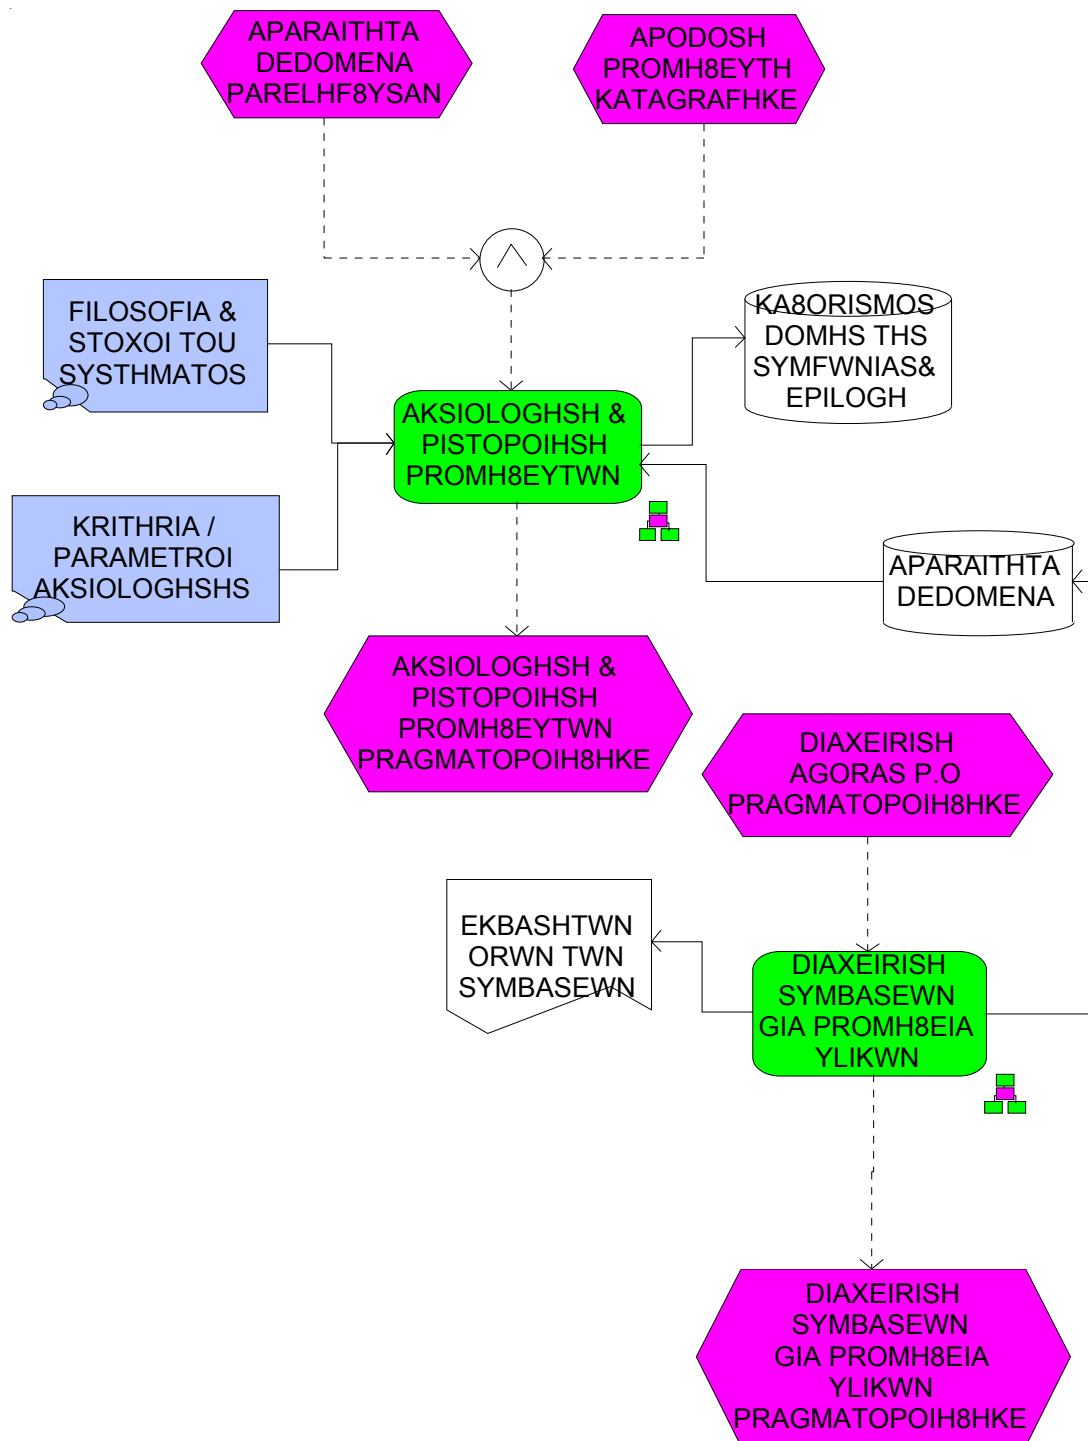 APARAITHTA
DEDOMENA
PARELHF8YSAN
APODOSH
PROMH8EYTH
KATAGRAFHKE
FILOSOFIA &
STOXOI TOU
SYSTHMATOS
KA8ORISMOS
DOMHS THS
SYMFWNIAS&
EPILOGH
AKSIOLOGHSH &
PISTOPOIHSH
PROMH8EYTWN
KRITHRIA /
PARAMETROI
AKSIOLOGHSHS
APARAITHTA
DEDOMENA
AKSIOLOGHSH &
PISTOPOIHSH
PROMH8EYTWN
PRAGMATOPOIH8HKE
DIAXEIRISH
AGORAS P.O
PRAGMATOPOIH8HKE
EKBASHTWN
ORWN TWN
SYMBASEWN
DIAXEIRISH
SYMBASEWN
GIA PROMH8EIA
YLIKWN
DIAXEIRISH
SYMBASEWN
GIA PROMH8EIA
YLIKWN
PRAGMATOPOIH8HKE